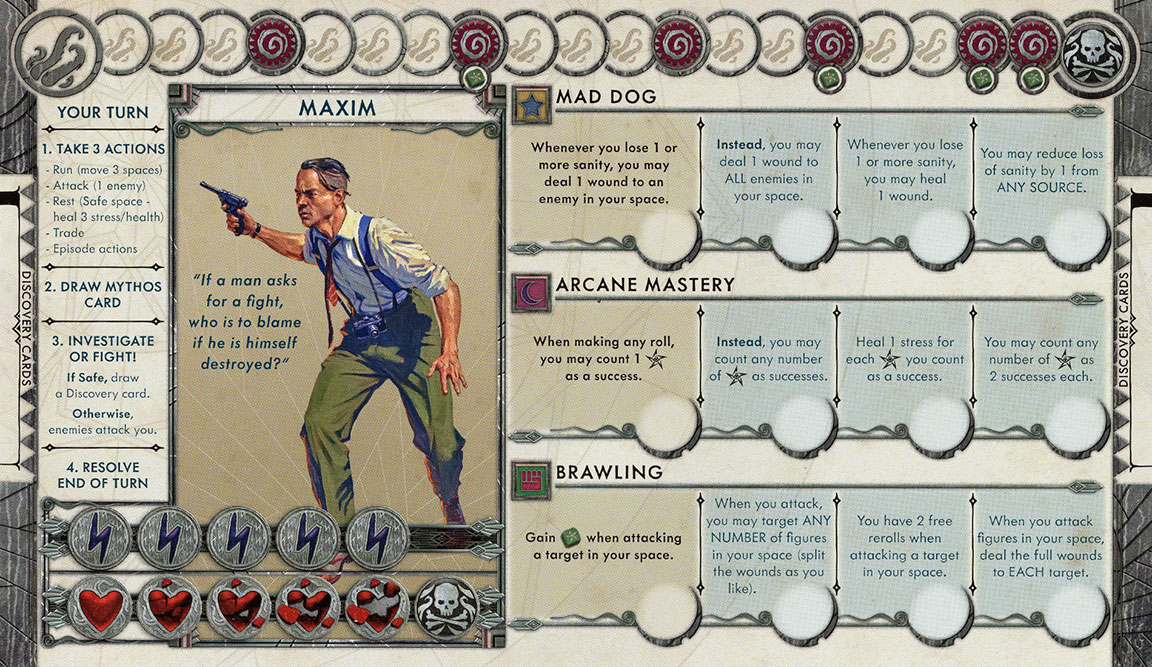 YOUR TURN
1. TAKE 3 ACTIONS
- Run (move 3 spaces)
- Attack (1 enemy)
- Rest (Safe space -
heal 3 stress/health)
- Trade
- Episode actions
2. DRAW MYTHOS
CARD
3. INVESTIGATE
OR FIGHT!
If Safe, draw
a Discovery card.
Otherwise,
enemies attack you.
4. RESOLVE
END OF TURN
DISCOVERY CARDS
MAXIM
"If a man asks
for a fight,
who is to blame
if he is himself
destroyed?"
MAD DOG
Whenever you lose 1 or
more sanity, you may
deal 1 wound to an
enemy in your space.
Instead, you may
deal 1 wound to
ALL enemies in
your space.
Whenever you lose
1 or more sanity,
you may heal
1 wound.
You may reduce loss
of sanity by 1 from
ANY SOURCE.
ARCANE MASTERY
When making any roll,
you may count 1
as a success.
Instead, you may
count any number
of as successes.
Heal 1 stress for
each you count
as a success.
You may count any
number of as
2 successes each.
BRAWLING
Gain when attacking
a target in your space.
When you attack,
you may target ANY
NUMBER of figures
in your space (split
the wounds as you
like).
You have 2 free
rerolls when
attacking a target
in your space.
When you attack
figures in your space,
deal the full wounds
to EACH target.
DISCOVERY CARDS